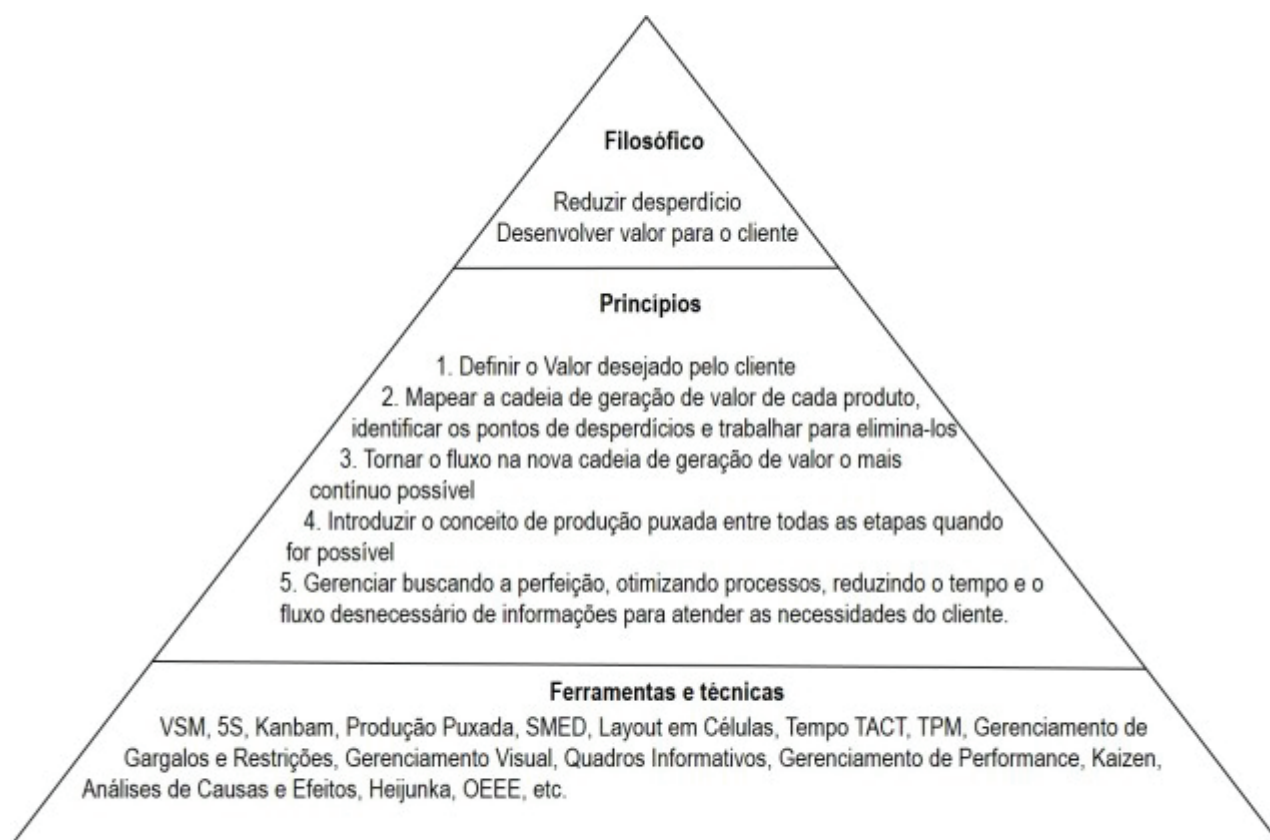 Filosófico
Reduzir desperdício
Desenvolver valor para o cliente
Princípios
1. Definir o Valor desejado pelo cliente
2. Mapear a cadeia de geração de valor de cada produto,
identificar os pontos de desperdícios e trabalhar para elimina-los
3. Tornar o fluxo na nova cadeia de geração de valor o mais
contínuo possível
4. Introduzir o conceito de produção puxada entre todas as etapas quando
for possível
5. Gerenciar buscando a perfeição, otimizando processos, reduzindo o tempo e o
fluxo desnecessário de informações para atender as necessidades do cliente.
Ferramentas e técnicas
VSM, 5S, Kanbam, Produção Puxada, SMED, Layout em Células, Tempo TACT, TPM, Gerenciamento de
Gargalos e Restrições, Gerenciamento Visual, Quadros Informativos, Gerenciamento de Performance, Kaizen,
Análises de Causas e Efeitos, Heijunka, OEEE, etc.